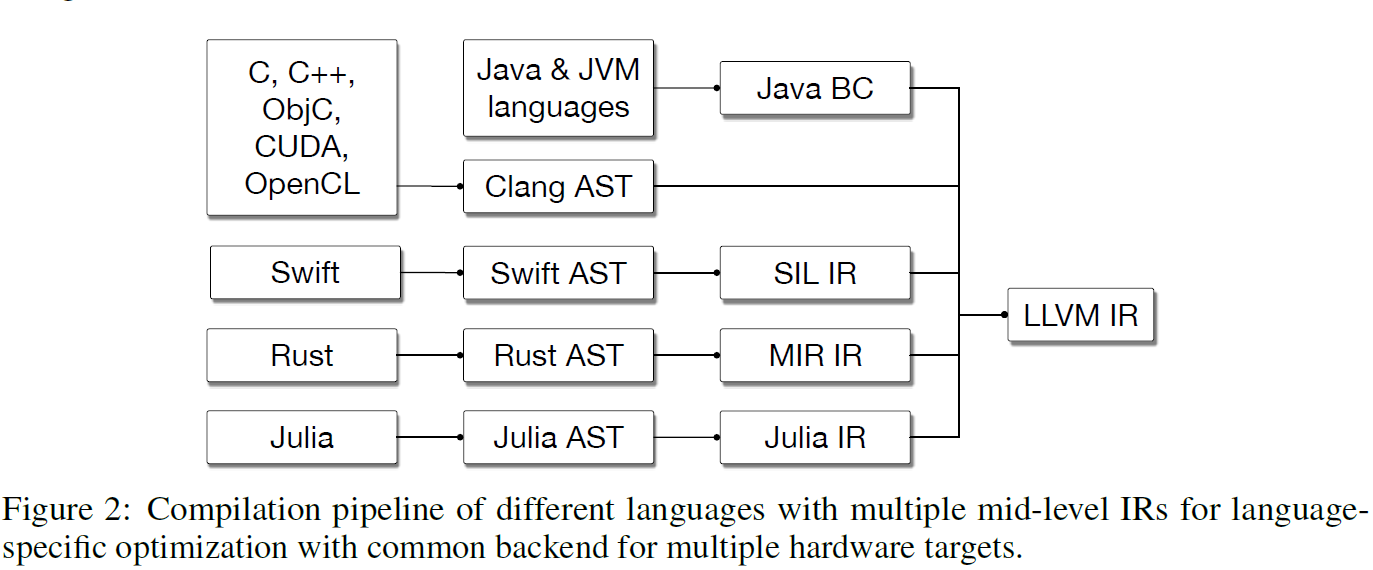 C, C++,
ObjC,
CUDA,
OpenCL
Java & JVM
languages
Java BC
Clang AST
Swift
Swift AST
SIL IR
LLVM IR
Rust
Rust AST
MIR IR
Julia
Julia AST
Julia IR
Figure 2: Compilation pipeline of different languages with multiple mid-level IRs for language-
specific optimization with common backend for multiple hardware targets.